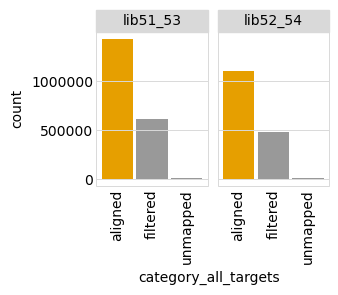 lib51_53 lib52_54
count
1000000
500000
0
aligned filtered unmapped aligned filtered unmapped
category_all_targets